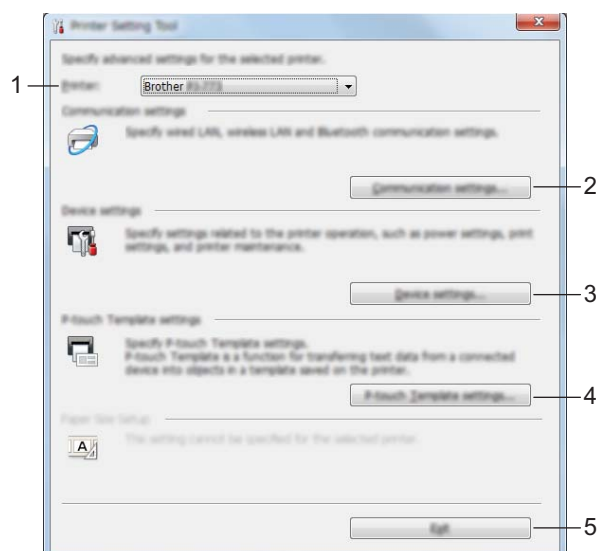 Printer Setting Tool
Specify advanced settings for the selected printer.
1 Printer: Brother
Communication settings
Specify wired LAN, wireless LAN and Bluetooth communication settings.
Communication settings... 2
Device settings
Specify settings related to the printer operation, such as power settings, print
settings, and printer maintenance.
Device settings... 3
P-touch Template settings
Specify P-touch Template settings.
P-touch Template is a function for transferring text data from a connected
device into objects in a template saved on the printer.
P-touch Template settings... 4
Paper Size Setup
A
This setting cannot be specified for the selected printer.
Exit 5